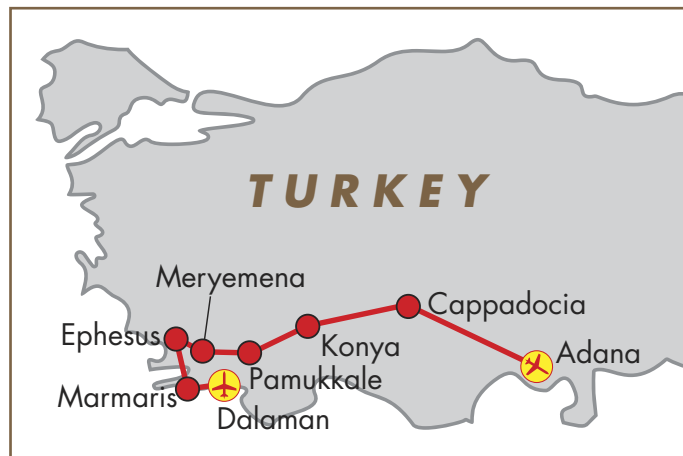 TURKEY
Meryemena
Cappadocia
Ephesus
Konya
Adana
Pamukkale
Marmaris
Dalaman